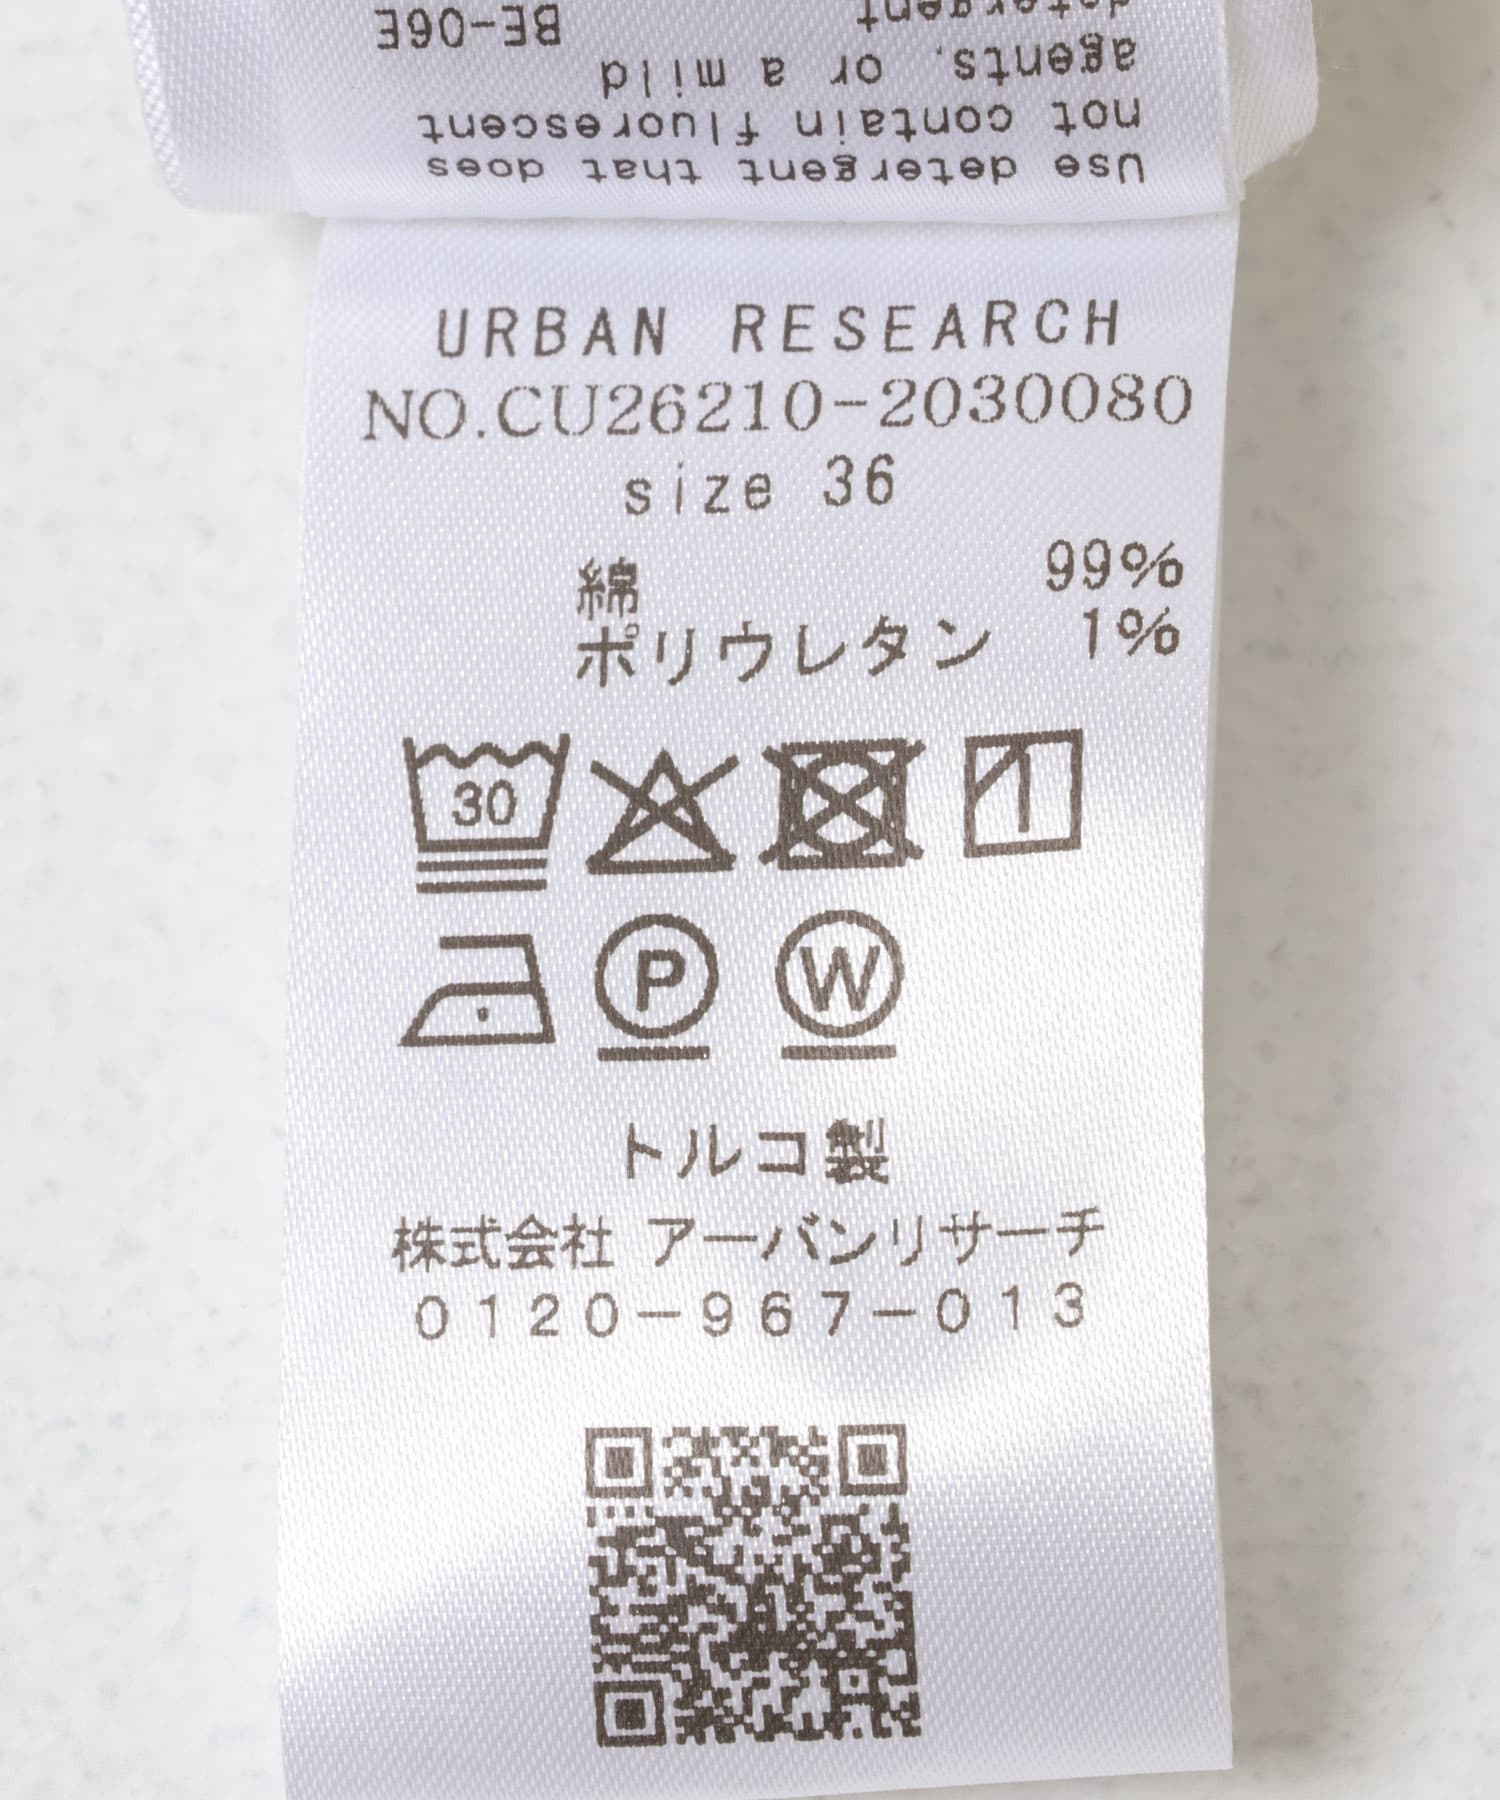 Use detergent that does
not contain fluorescent
agents, or a mild
detergent
BE-06E
URBAN RESEARCH
NO.CU26210-2030080
size 36
綿 99%
ポリウレタン 1%
30
P W
トルコ製
株式会社 アーバンリサーチ
0120-967-013